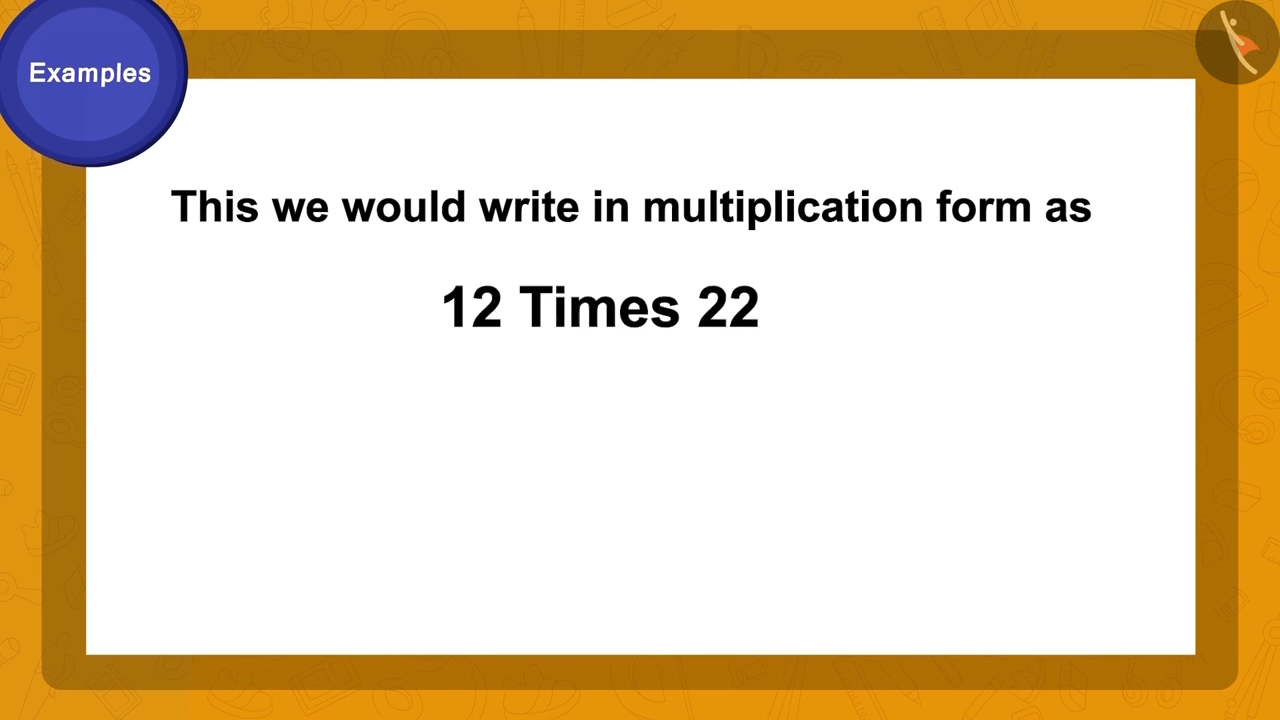 Examples
This we would write in multiplication form as
12 Times 22